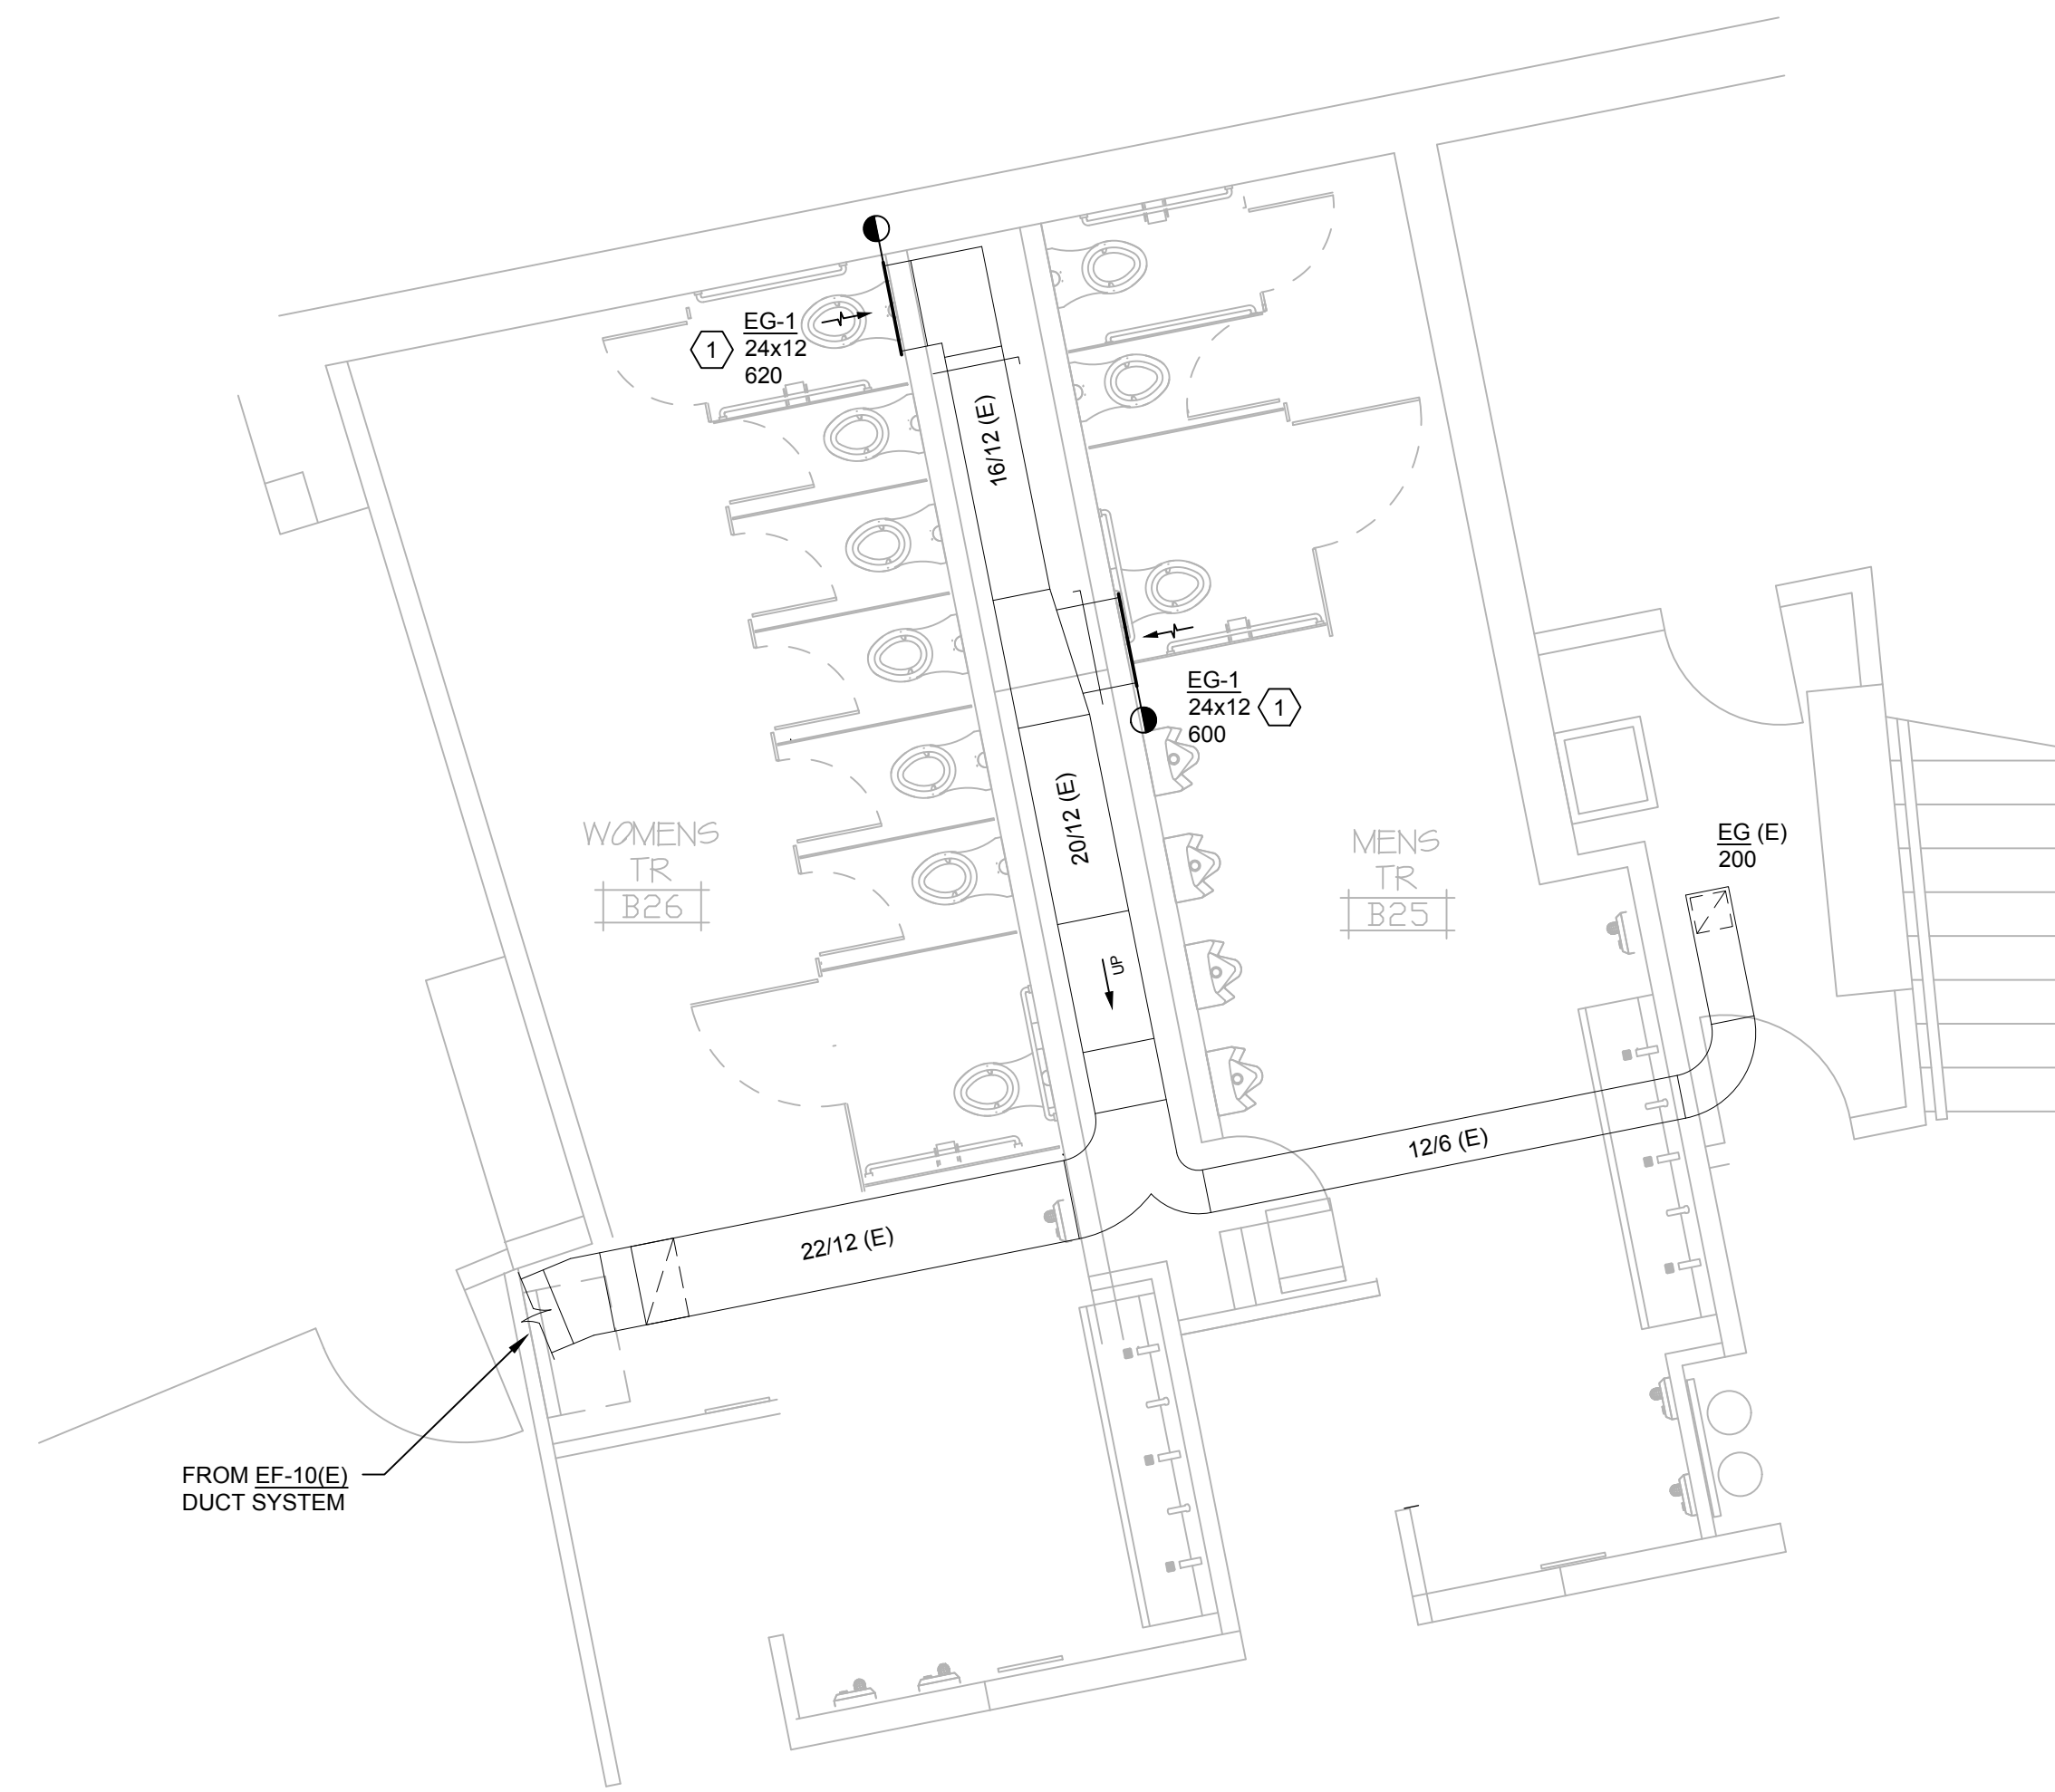 EG-1
24x12
620
1
16/12 (E)
EG-1
24x12
600
1
20/12 (E)
UP
WOMENS
TR
B26
MENS
TR
B25
EG (E)
200
12/6 (E)
22/12 (E)
FROM EF-10(E)
DUCT SYSTEM